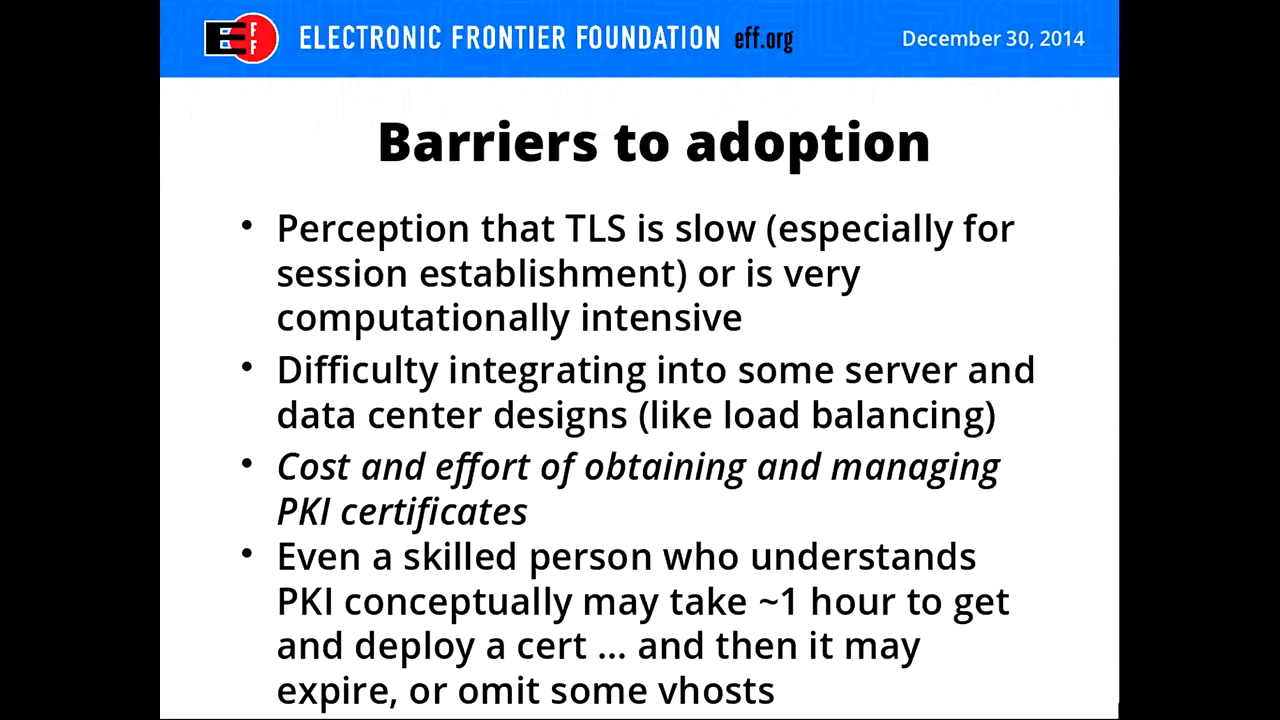 EFF ELECTRONIC FRONTIER FOUNDATION eff.org December 30, 2014
Barriers to adoption
• Perception that TLS is slow (especially for
session establishment) or is very
computationally intensive
• Difficulty integrating into some server and
data center designs (like load balancing)
• Cost and effort of obtaining and managing
PKI certificates
• Even a skilled person who understands
PKI conceptually may take ~1 hour to get
and deploy a cert ... and then it may
expire, or omit some vhosts